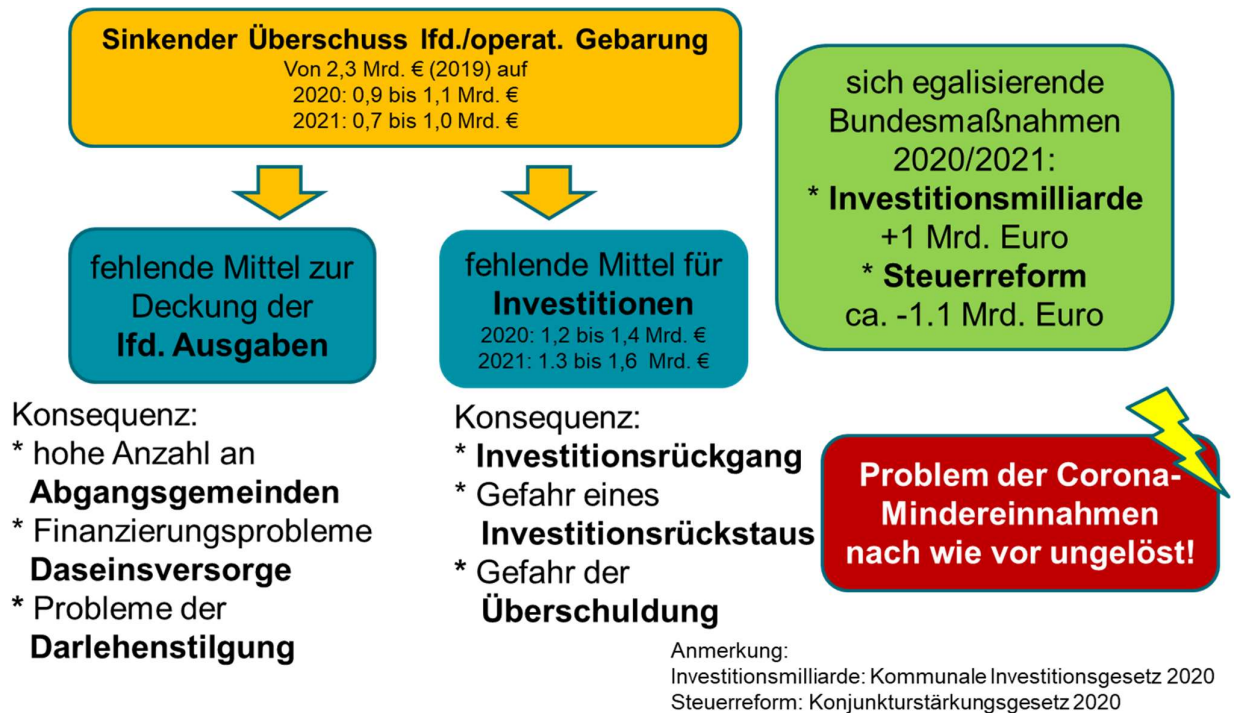 Sinkender Überschuss lfd./operat. Gebarung
Von 2,3 Mrd. € (2019) auf
2020: 0,9 bis 1,1 Mrd. €
2021: 0,7 bis 1,0 Mrd. €
fehlende Mittel zur
Deckung der
lfd. Ausgaben
Konsequenz:
* hohe Anzahl an
Abgangsgemeinden
* Finanzierungsprobleme
Daseinsversorge
* Probleme der
Darlehenstilgung
fehlende Mittel für
Investitionen
2020: 1,2 bis 1,4 Mrd. €
2021: 1.3 bis 1,6 Mrd. €
Konsequenz:
* Investitionsrückgang
* Gefahr eines
Investitionsrückstaus
* Gefahr der
Überschuldung
sich egalisierende
Bundesmaßnahmen
2020/2021:
* Investitionsmilliarde
+1 Mrd. Euro
* Steuerreform
ca. -1.1 Mrd. Euro
Problem der Corona-
Mindereinnahmen
nach wie vor ungelöst!
Anmerkung:
Investitionsmilliarde: Kommunale Investitionsgesetz 2020
Steuerreform: Konjunkturstärkungsgesetz 2020